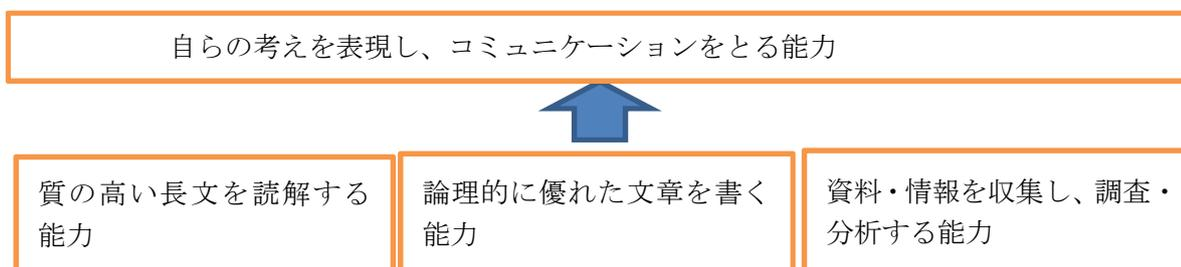 自らの考えを表現し、コミュニケーションをとる能力
質の高い長文を読解する
能力
論理的に優れた文章を書く
能力
資料・情報を収集し、調査・
分析する能力